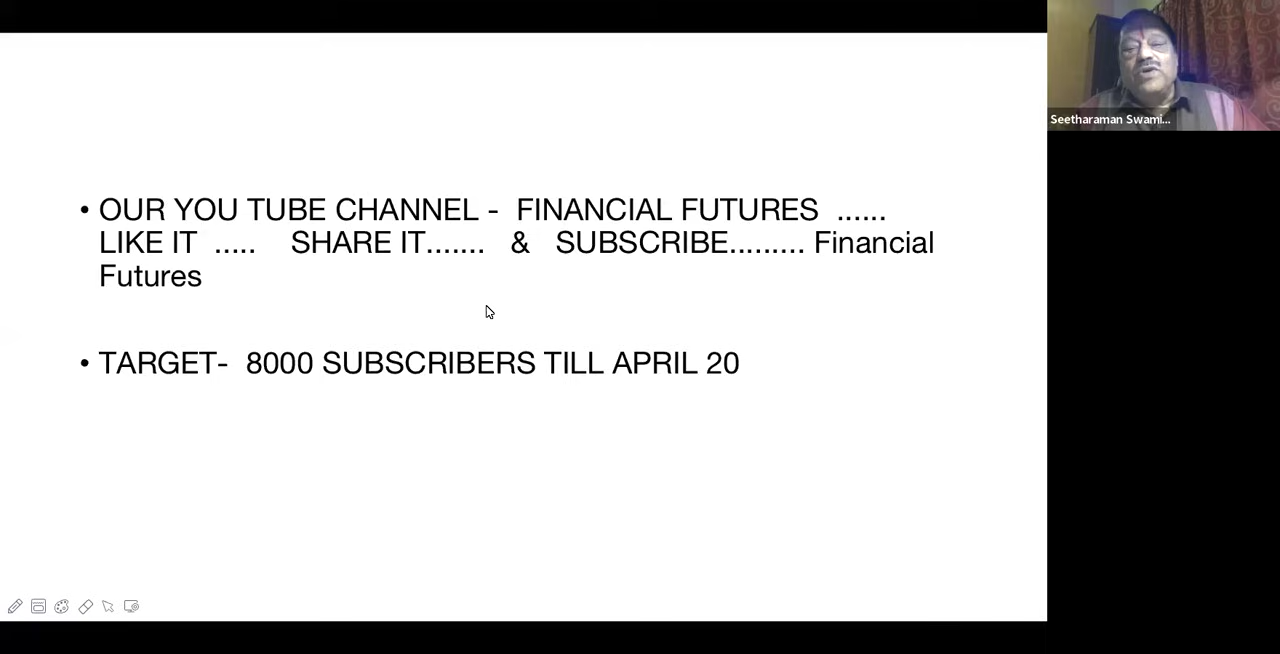 • OUR YOU TUBE CHANNEL - FINANCIAL FUTURES ......
LIKE IT ..... SHARE IT....... & SUBSCRIBE......... Financial
Futures
• TARGET- 8000 SUBSCRIBERS TILL APRIL 20
Seetharaman Swami...